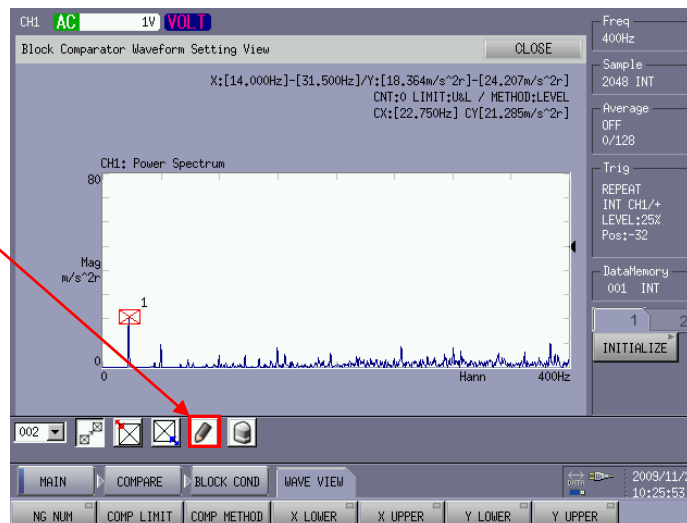 CH1 AC 1V VOLT
Block Comparator Waveform Setting View CLOSE
X:[14.000Hz]-[31.500Hz]/Y:[18.364m/s^2r]-[24.207m/s^2r]
CNT:0 LIMIT:U&L / METHOD:LEVEL
CX:[22.750Hz] CY[21.285m/s^2r]
CH1: Power Spectrum
80
Mag
m/s^2r
1
0
0 Hann 400Hz
Freq
400Hz
Sample
2048 INT
Average
OFF
0/128
Trig
REPEAT
INT CH1/+
LEVEL:25%
Pos:-32
DataMemory
001 INT
1 2
INITIALIZE
002
MAIN COMPARE BLOCK COND WAVE VIEW
DATA
2009/11/2
10:25:53
NG NUM COMP LIMIT COMP METHOD X LOWER X UPPER Y LOWER Y UPPER